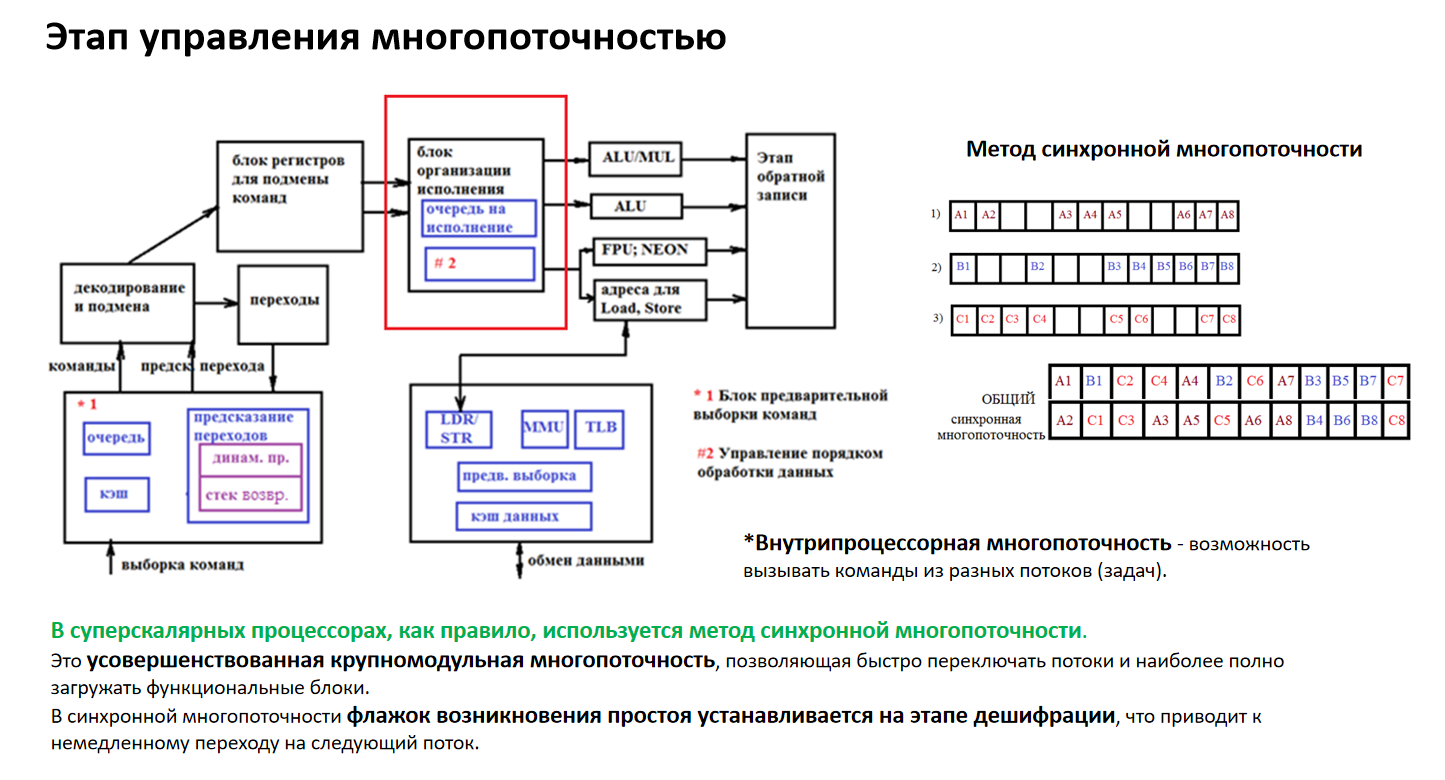 Этап управления многопоточностью
блок регистров
для подмены
команд
блок
организации
исполнения
очередь на
исполнение
# 2
ALU/MUL
ALU
FPU; NEON
адреса для
Load, Store
Этап
обратной
записи
декодирование
и подмена
переходы
команды
предск. перехода
* 1
очередь
кэш
предсказание
переходов
динам. пр.
стек возвр.
выборка команд
LDR/
STR
MMU
TLB
предв. выборка
кэш данных
обмен данными
* 1 Блок предварительной
выборки команд
#2 Управление порядком
обработки данных
Метод синхронной многопоточности
1) A1 A2 A3 A4 A5 A6 A7 A8
2) B1 B2 B3 B4 B5 B6 B7 B8
3) C1 C2 C3 C4 C5 C6 C7 C8
A1 B1 C2 C4 A4 B2 C6 A7 B3 B5 B7 C7
ОБЩИЙ
синхронная
многопоточность
A2 C1 C3 A3 A5 C5 A6 A8 B4 B6 B8 C8
*Внутрипроцессорная многопоточность - возможность
вызывать команды из разных потоков (задач).
В суперскалярных процессорах, как правило, используется метод синхронной многопоточности.
Это усовершенствованная крупномодульная многопоточность, позволяющая быстро переключать потоки и наиболее полно
загружать функциональные блоки.
В синхронной многопоточности флажок возникновения простоя устанавливается на этапе дешифрации, что приводит к
немедленному переходу на следующий поток.